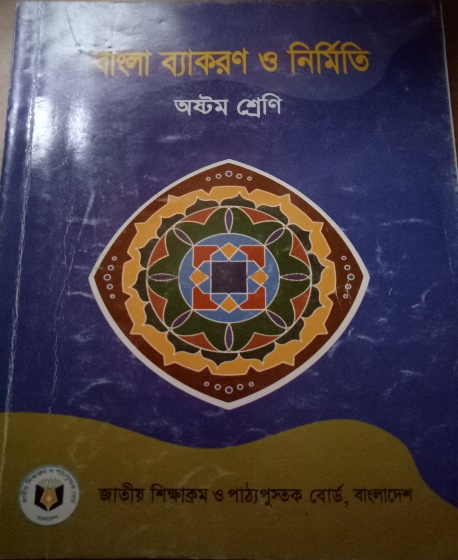 বাংলা ব্যাকরণ ও নির্মিতি
অষ্টম শ্রেণি
জাতীয় শিক্ষাক্রম ও পাঠ্যপুস্তক বোর্ড, বাংলাদেশ